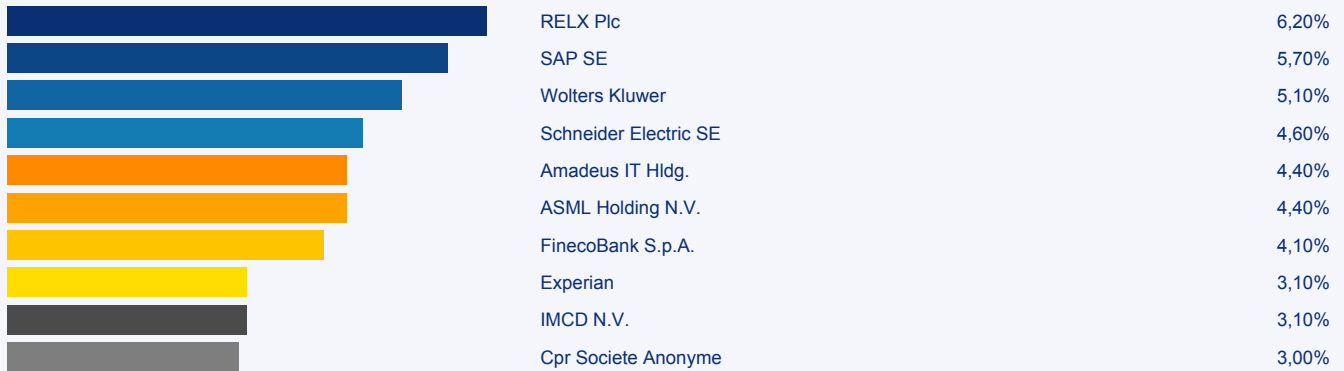 RELX Plc 6,20%
SAP SE 5,70%
Wolters Kluwer 5,10%
Schneider Electric SE 4,60%
Amadeus IT Hldg. 4,40%
ASML Holding N.V. 4,40%
FinecoBank S.p.A. 4,10%
Experian 3,10%
IMCD N.V. 3,10%
Cpr Societe Anonyme 3,00%